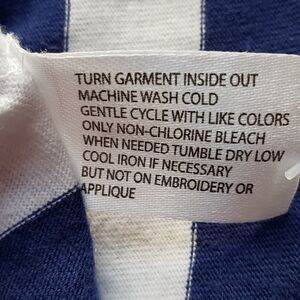 TURN GARMENT INSIDE OUT
MACHINE WASH COLD
GENTLE CYCLE WITH LIKE COLORS
ONLY NON-CHLORINE BLEACH
WHEN NEEDED TUMBLE DRY LOW
COOL IRON IF NECESSARY
BUT NOT ON EMBROIDERY OR
APPLIQUE